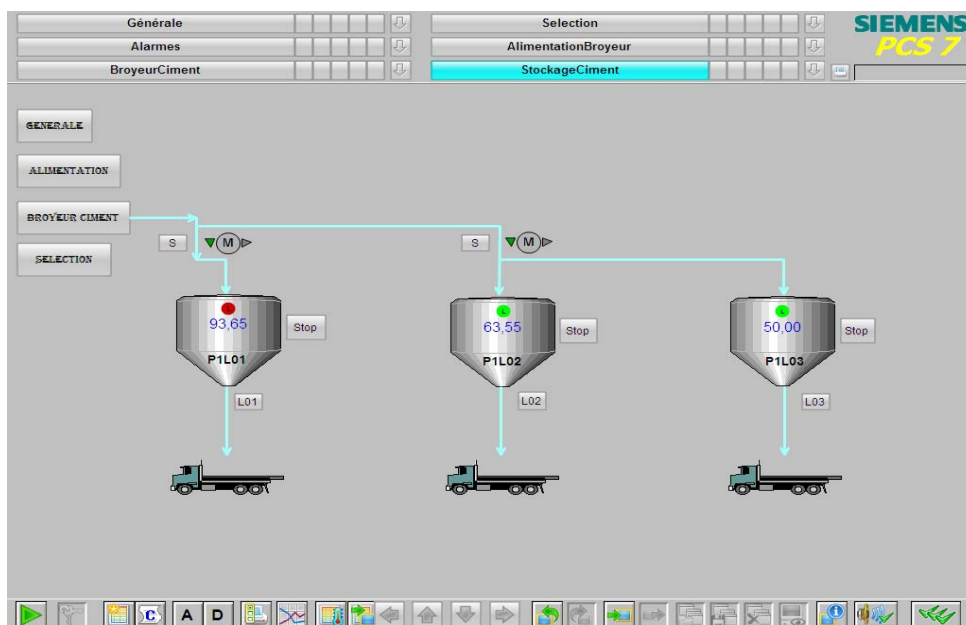 Générale
Selection
SIEMENS
Alarmes
AlimentationBroyeur
PCS 7
BroyeurCiment
StockageCiment
GENERALE
ALIMENTATION
BROYEUR CIMENT
SELECTION
S
M
S
M
L
93,65
Stop
P1L01
L
63,55
Stop
P1L02
L
50,00
Stop
P1L03
L01
L02
L03
C
A
D